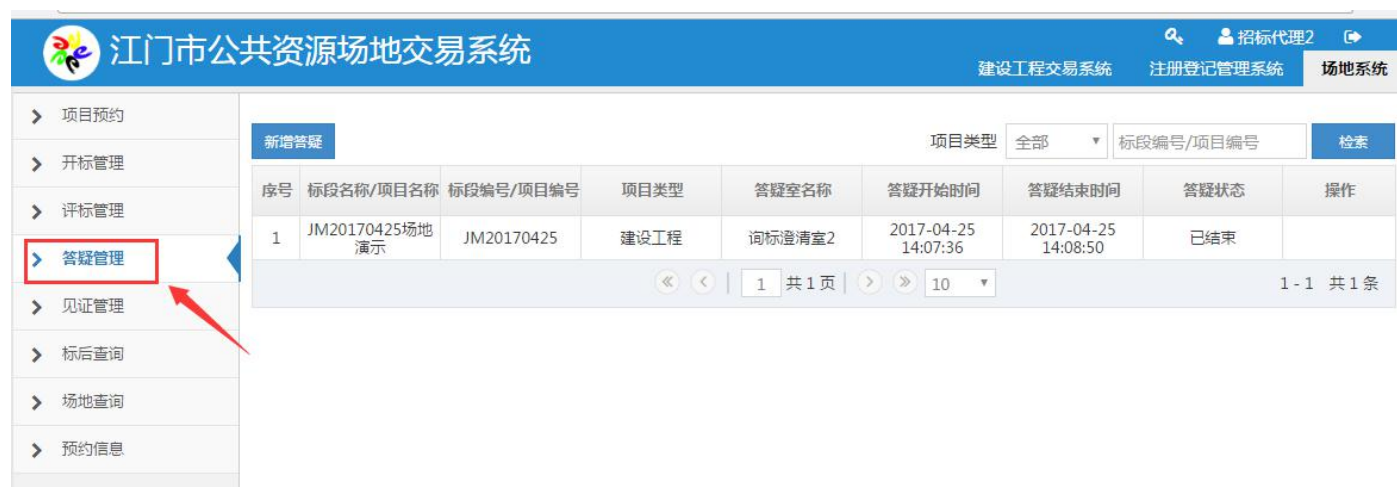 江门市公共资源场地交易系统
招标代理2
建设工程交易系统 注册登记管理系统 场地系统
项目预约
开标管理
评标管理
答疑管理
见证管理
标后查询
场地查询
预约信息
新增答疑 项目类型 全部 标段编号/项目编号 检索
序号 标段名称/项目名称 标段编号/项目编号 项目类型 答疑室名称 答疑开始时间 答疑结束时间 答疑状态 操作
1 JM20170425场地演示 JM20170425 建设工程 询标澄清室2 2017-04-25 14:07:36 2017-04-25 14:08:50 已结束
1 共1页 10 1 - 1 共1条